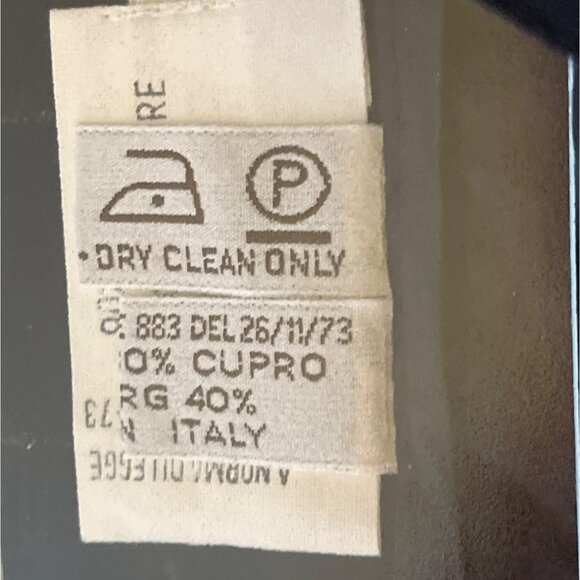 RE
P
• DRY CLEAN ONLY
. 883 DEL 26/11/73
0% CUPRO
RG 40%
N ITALY
73
A NORMA DI LEGGE